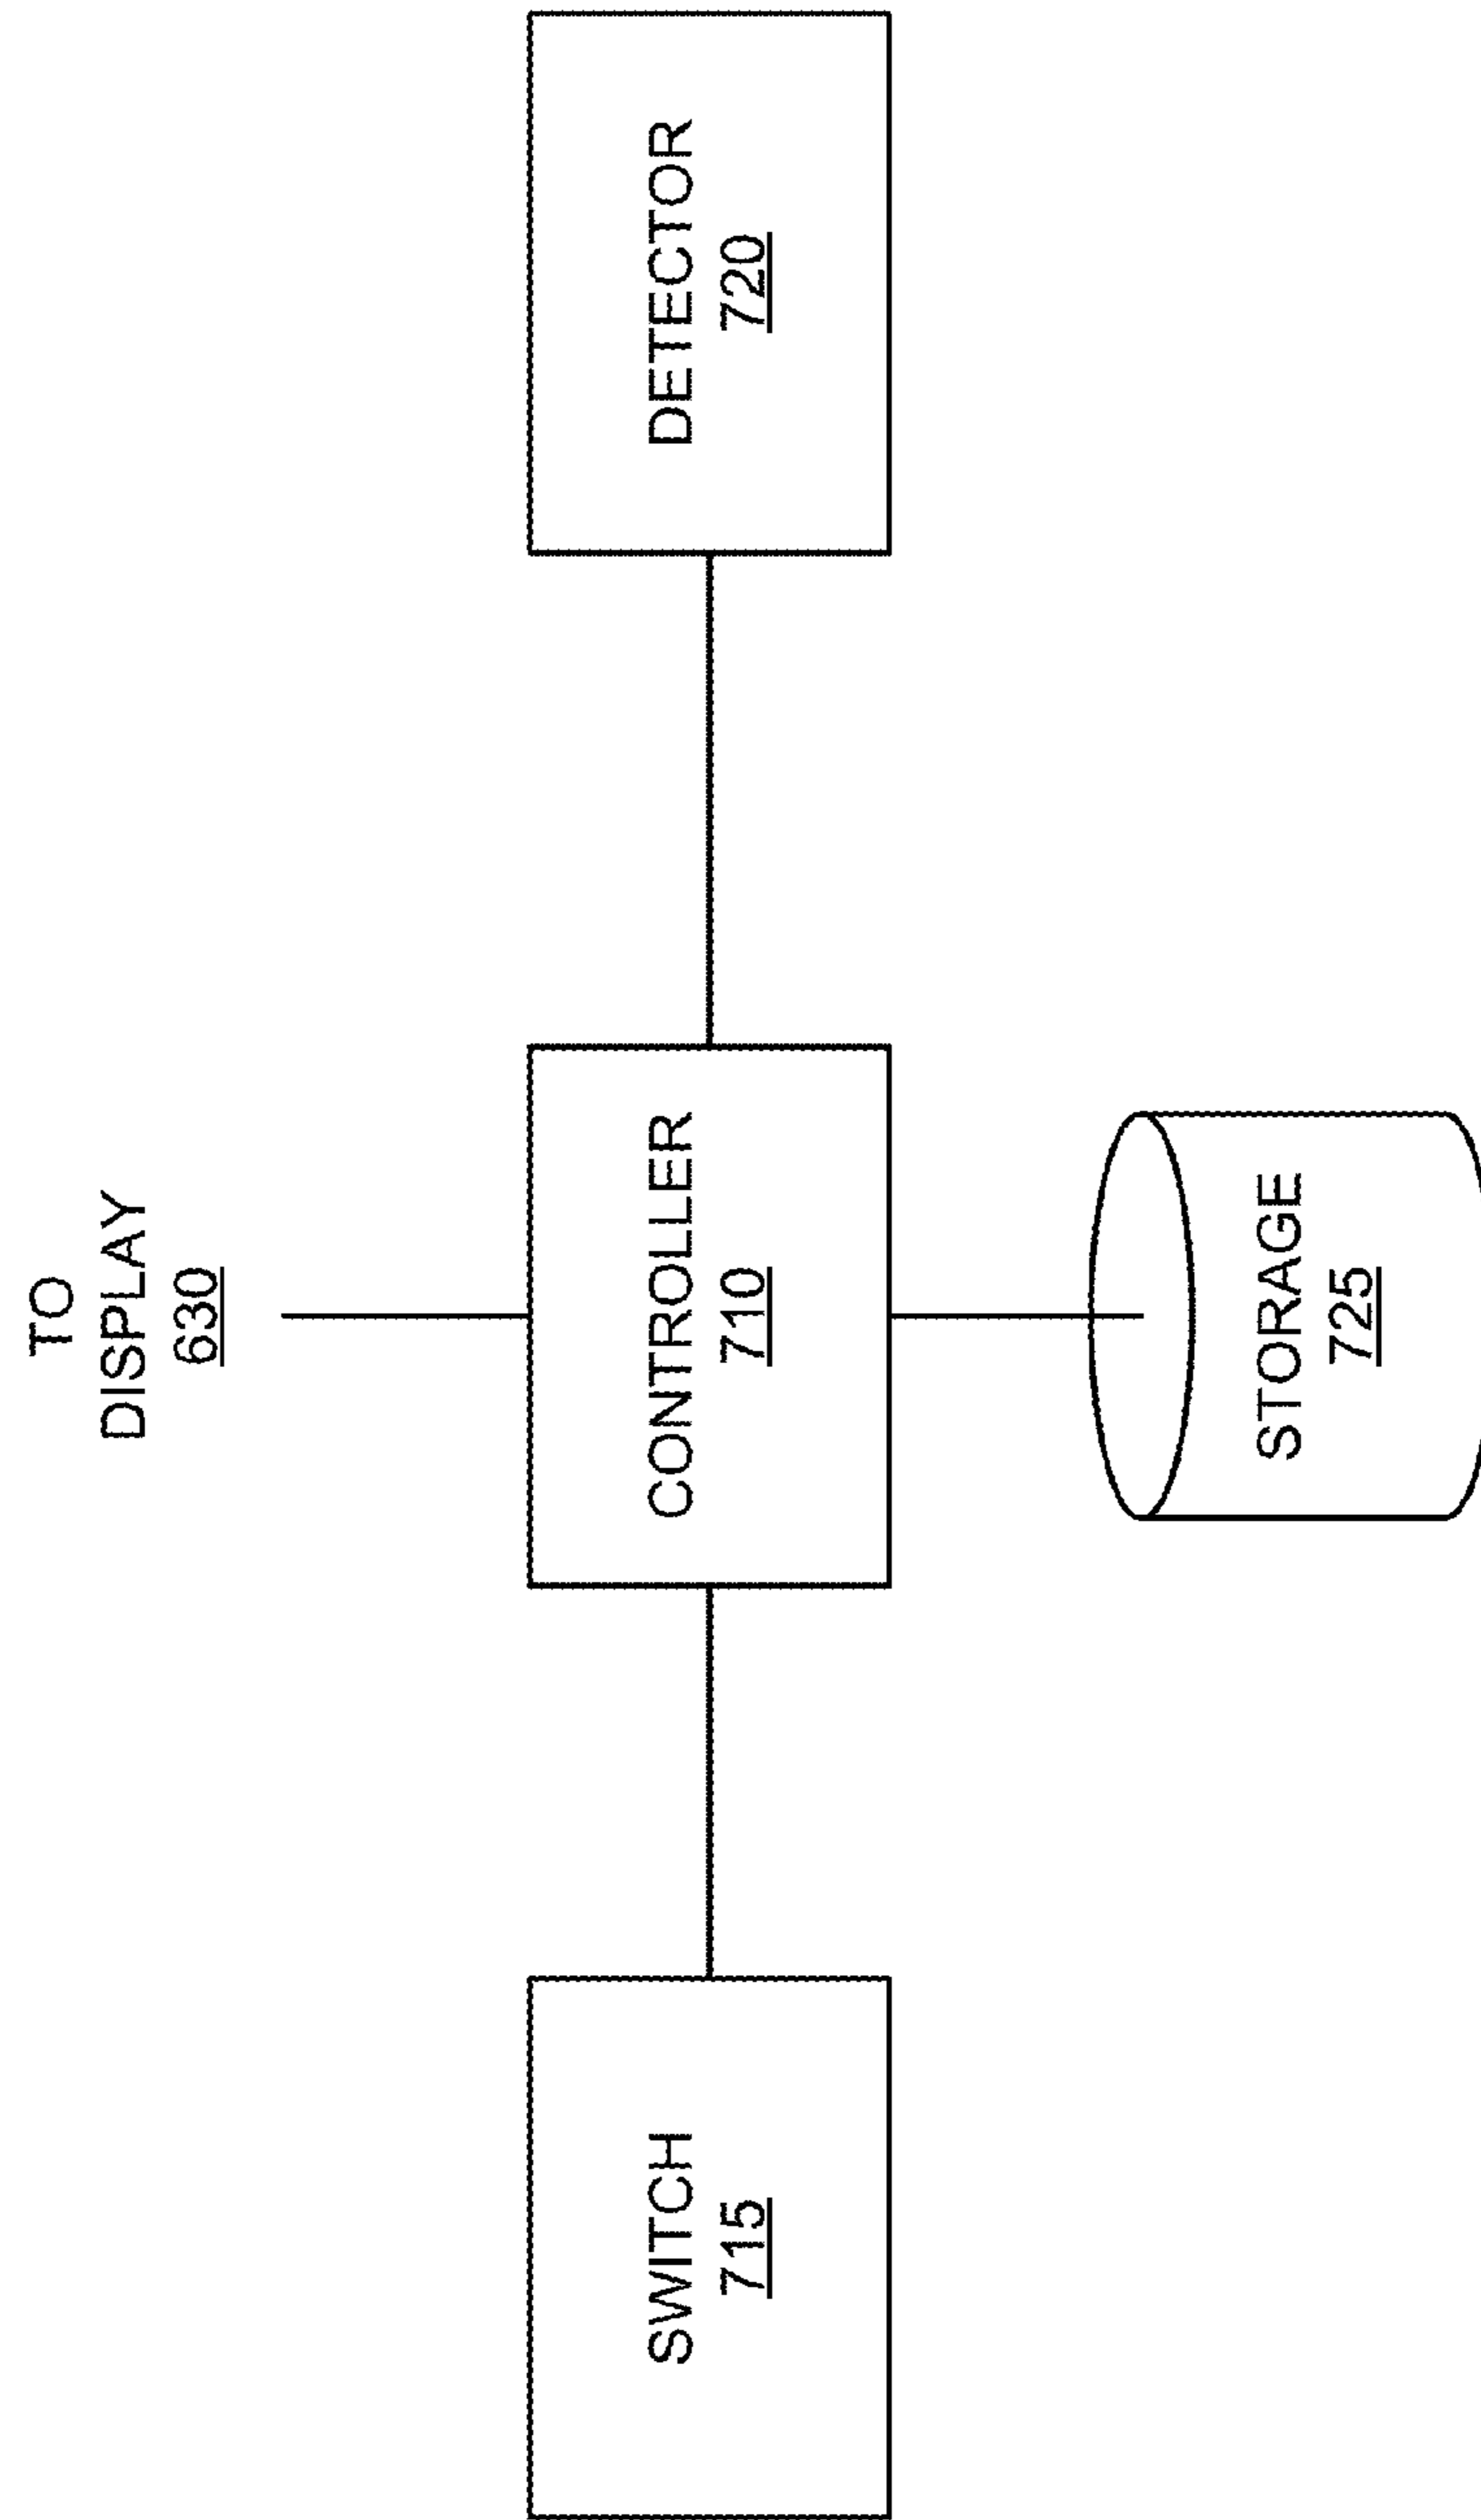 TO
DISPLAY
630
SWITCH
715
CONTROLLER
710
DETECTOR
720
STORAGE
725